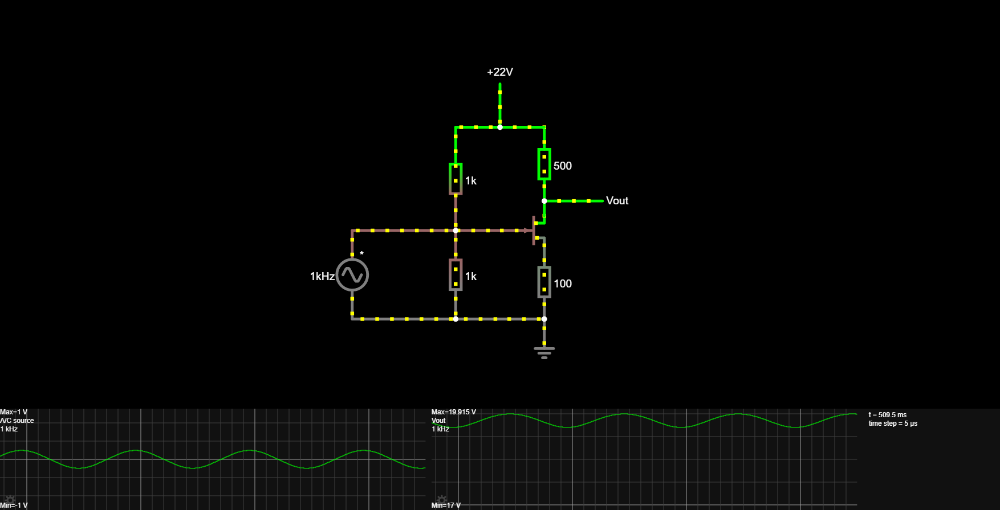 +22V
500
1k
Vout
*
1kHz
1k
100
Max=1 V
A/C source
1 kHz
Min=-1 V
Max=19.915 V
Vout
1 kHz
Min=17 V
t = 509.5 ms
time step = 5 µs